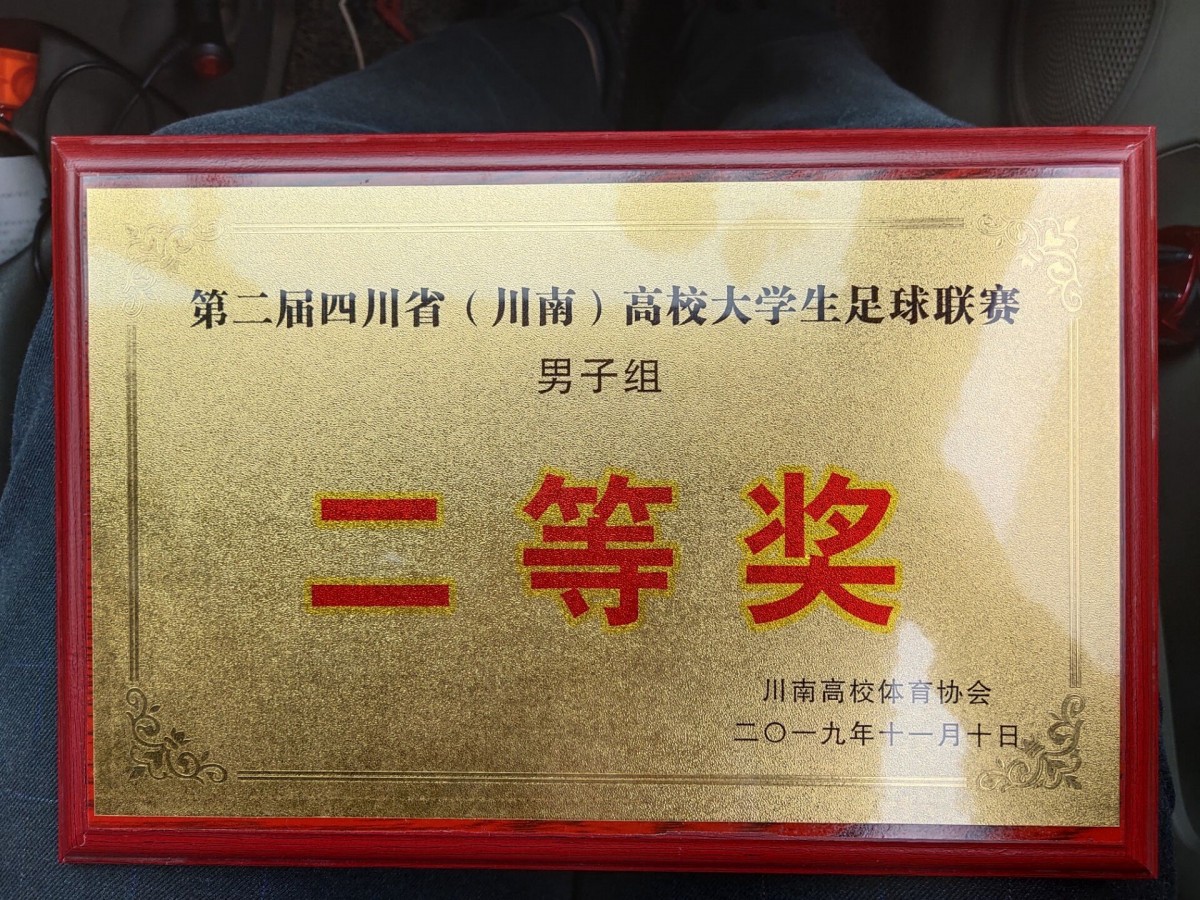 第二届四川省（川南）高校大学生足球联赛
男子组
二等奖
川南高校体育协会
二〇一九年十一月十日